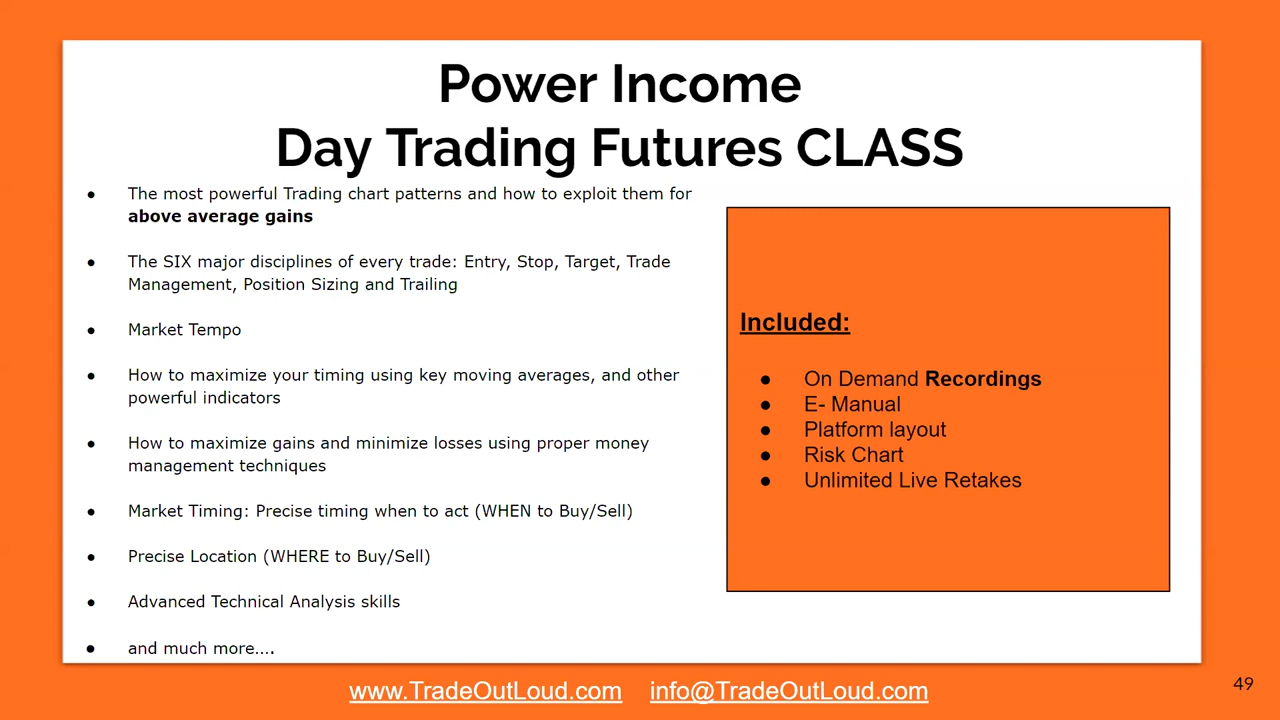 Power Income
Day Trading Futures CLASS
● The most powerful Trading chart patterns and how to exploit them for
above average gains
● The SIX major disciplines of every trade: Entry, Stop, Target, Trade
Management, Position Sizing and Trailing
● Market Tempo
● How to maximize your timing using key moving averages, and other
powerful indicators
● How to maximize gains and minimize losses using proper money
management techniques
● Market Timing: Precise timing when to act (WHEN to Buy/Sell)
● Precise Location (WHERE to Buy/Sell)
● Advanced Technical Analysis skills
● and much more....
Included:
● On Demand Recordings
● E- Manual
● Platform layout
● Risk Chart
● Unlimited Live Retakes
www.TradeOutLoud.com info@TradeOutLoud.com
49